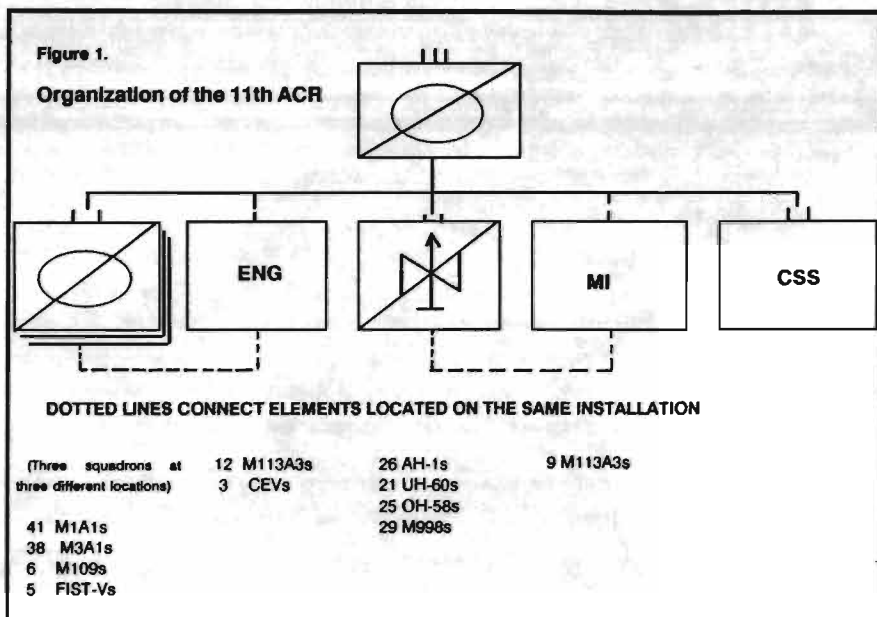 Figure 1.
Organization of the 11th ACR
ENG
MI
CSS
DOTTED LINES CONNECT ELEMENTS LOCATED ON THE SAME INSTALLATION
(Three squadrons at
three different locations)
41 M1A1s
38 M3A1s
6 M109s
5 FIST-Vs
12 M113A3s
3 CEVs
26 AH-1s
21 UH-60s
25 OH-58s
29 M998s
9 M113A3s